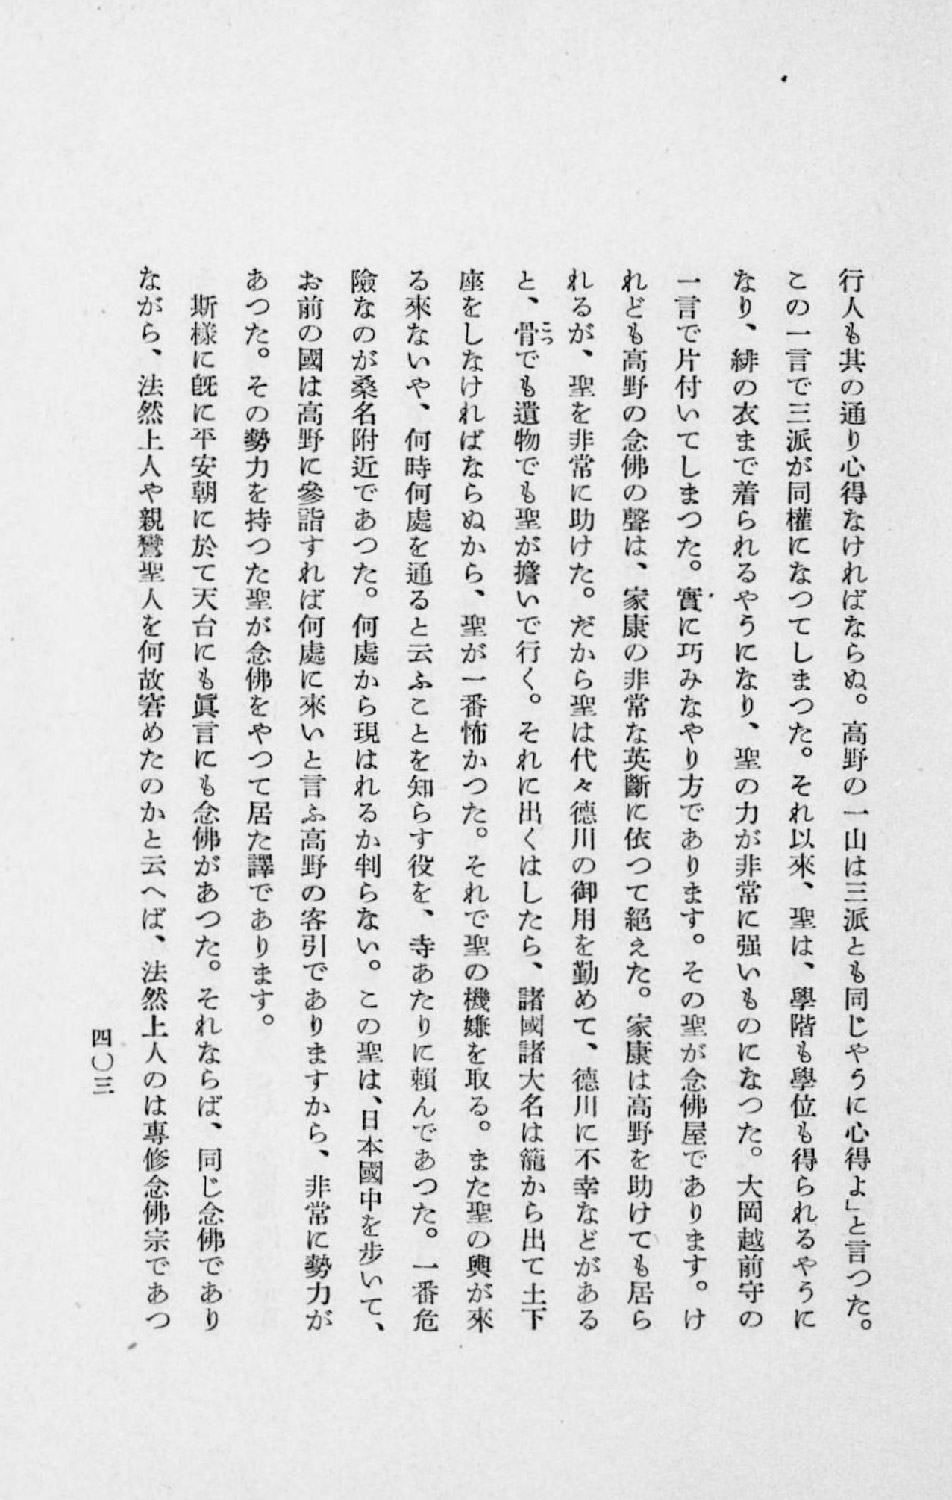 行人も其の通り心得なければならぬ。高野の一山は三派とも同じやうに心得よ」と言つた。
この一言で三派が同權になつてしまつた。それ以来、聖は、學階も學位も得られるやうに
なり、緋の衣まで着られるやうになり、聖の力が非常に强いものになつた。大岡越前守の
一言で片付いてしまつた。實に巧みなやり方であります。その聖が念佛屋であります。け
れども高野の念佛の聲は、家康の非常な英斷に依つて絕えた。家康は高野を助けても居ら
れるが、聖を非常に助けた。だから聖は代々德川の御用を勤めて、德川に不幸などがある
と、骨こつでも遺物でも聖が擔いで行く。それに出くはしたら、諸國諸大名は籠から出て土下
座をしなければならぬから、聖が一番怖かつた。それで聖の機嫌を取る。また聖の輿が來
る來ないや、何時何處を通ると云ふことを知らす役を、寺あたりに賴んであつた。一番危
險なのが桑名附近であつた。何處から現はれるか判らない。この聖は、日本國中を步いて、
お前の國は高野に參詣すれば何處に來いと言ふ高野の客引でありますから、非常に勢力が
あつた。その勢力を持つた聖が念佛をやつて居た譯であります。
斯樣に旣に平安朝に於て天台にも眞言にも念佛があつた。それならば、同じ念佛であり
ながら、法然上人や親鸞聖人を何故窘めたのかと云へば、法然上人のは專修念佛宗であつ
四〇三